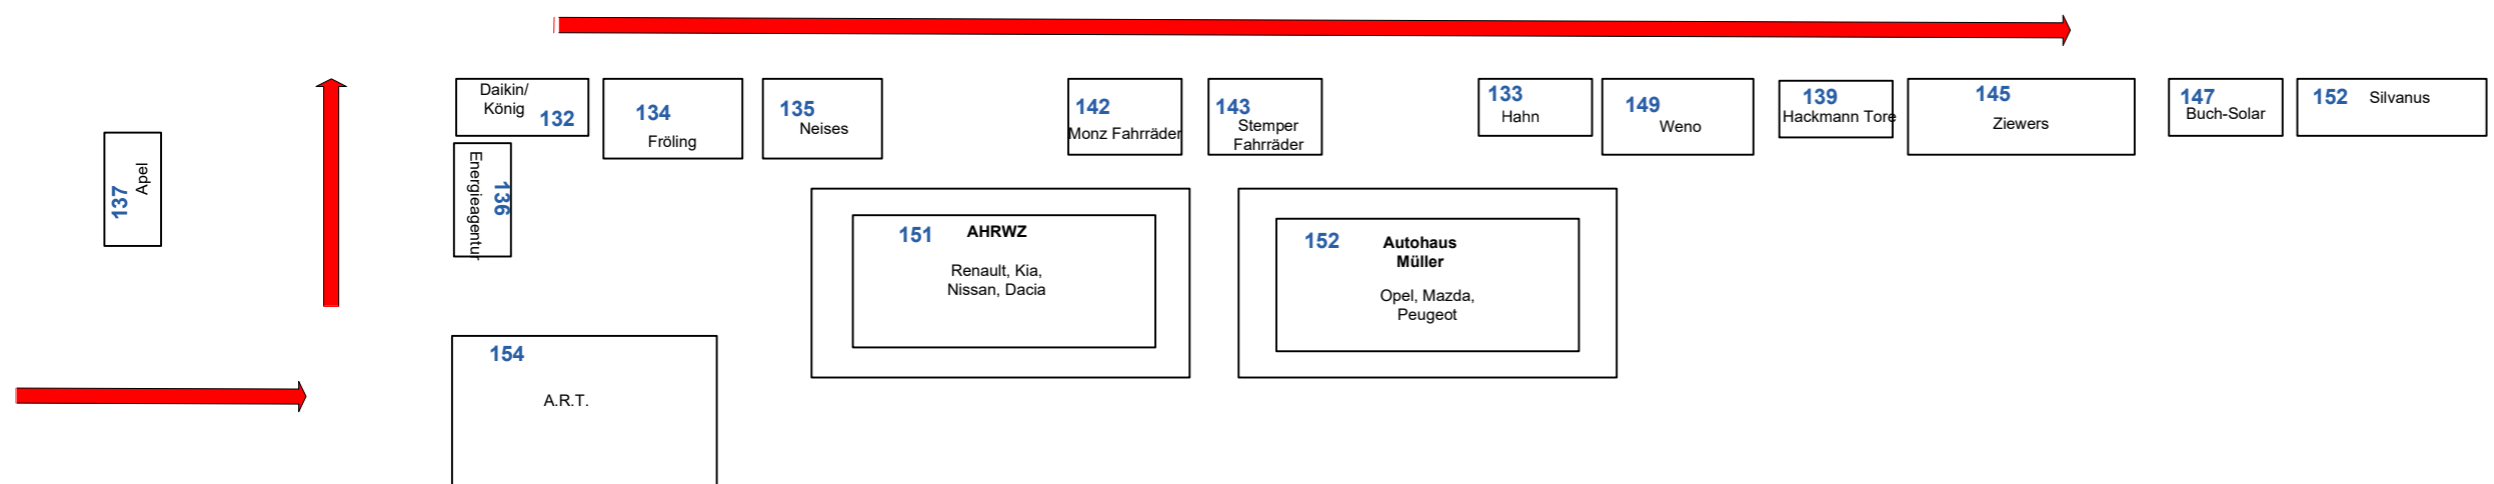 Daikin/
König
132
134
Fröling
135
Neises
142
Monz Fahrräder
143
Stemper
Fahrräder
133
Hahn
149
Weno
139
Hackmann Tore
145
Ziewers
147
Buch-Solar
152 Silvanus
137
Apel
Energieagentur
136
151 AHRWZ
Renault, Kia,
Nissan, Dacia
152 Autohaus
Müller
Opel, Mazda,
Peugeot
154
A.R.T.